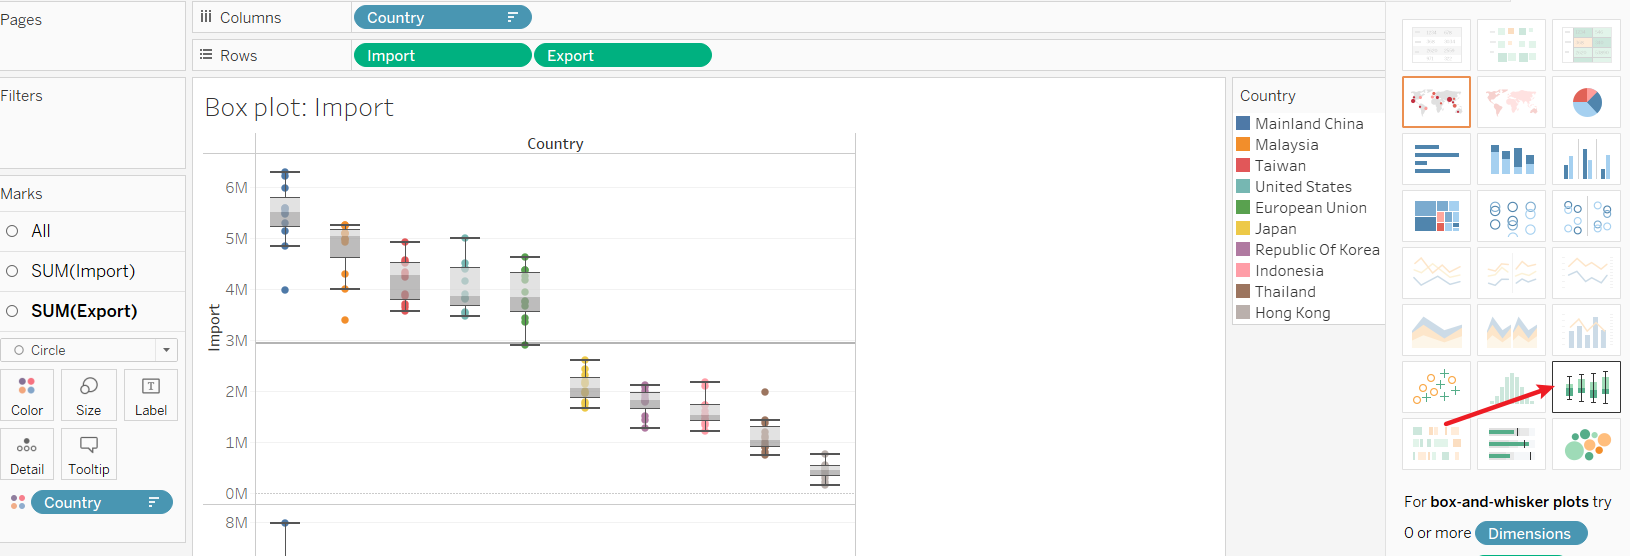 Pages
Columns
Country
Rows
Import
Export
Filters
Marks
All
SUM(Import)
SUM(Export)
Circle
Color
Size
Label
Detail
Tooltip
Country
Box plot: Import
Country
Import
6M
5M
4M
3M
2M
1M
0M
8M
Country
Mainland China
Malaysia
Taiwan
United States
European Union
Japan
Republic Of Korea
Indonesia
Thailand
Hong Kong
For box-and-whisker plots try
0 or more Dimensions